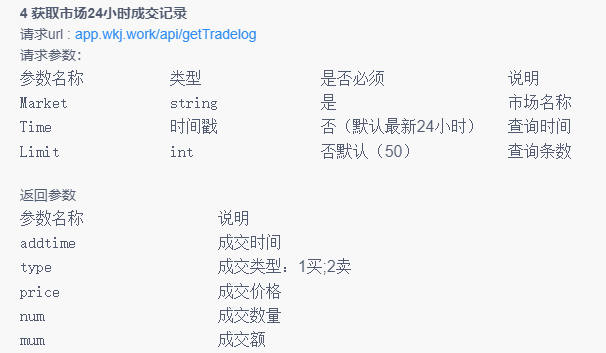 4 获取市场24小时成交记录
请求url : app.wkj.work/api/getTradelog
请求参数：
参数名称 类型 是否必须 说明
Market string 是 市场名称
Time 时间戳 否（默认最新24小时） 查询时间
Limit int 否默认（50） 查询条数
返回参数
参数名称 说明
addtime 成交时间
type 成交类型：1买;2卖
price 成交价格
num 成交数量
mum 成交额